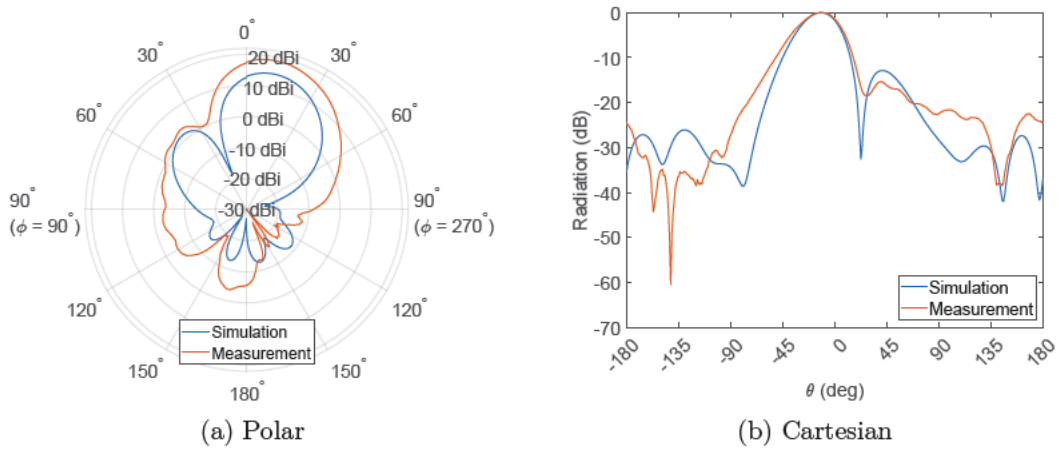 0°
30°
30°
60°
60°
90°
(ϕ = 90°)
90°
(ϕ = 270°)
120°
120°
150°
150°
180°
20 dBi
10 dBi
0 dBi
-10 dBi
-20 dBi
-30 dBi
Simulation
Measurement
(a) Polar
0
-10
-20
-30
-40
-50
-60
-70
Radiation (dB)
-180
-135
-90
-45
0
45
90
135
180
θ (deg)
Simulation
Measurement
(b) Cartesian